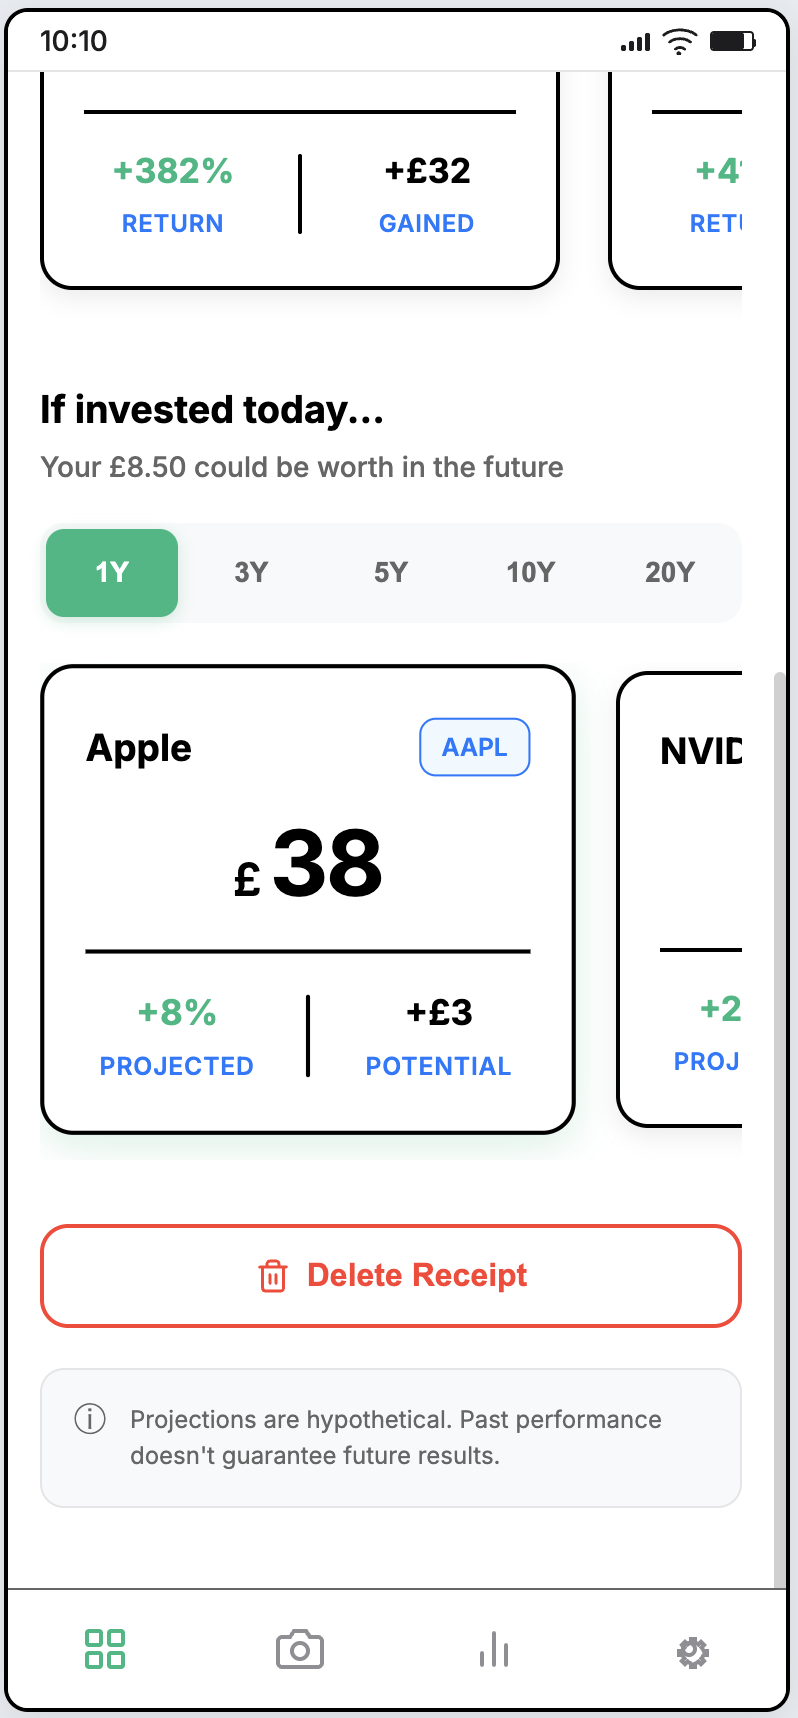 10:10
+382%
+£32
RETURN
GAINED
If invested today...
Your £8.50 could be worth in the future
1Y 3Y 5Y 10Y 20Y
Apple
AAPL
£38
+8%
+£3
PROJECTED
POTENTIAL
NVID
+2
PROJ
Delete Receipt
Projections are hypothetical. Past performance
doesn't guarantee future results.